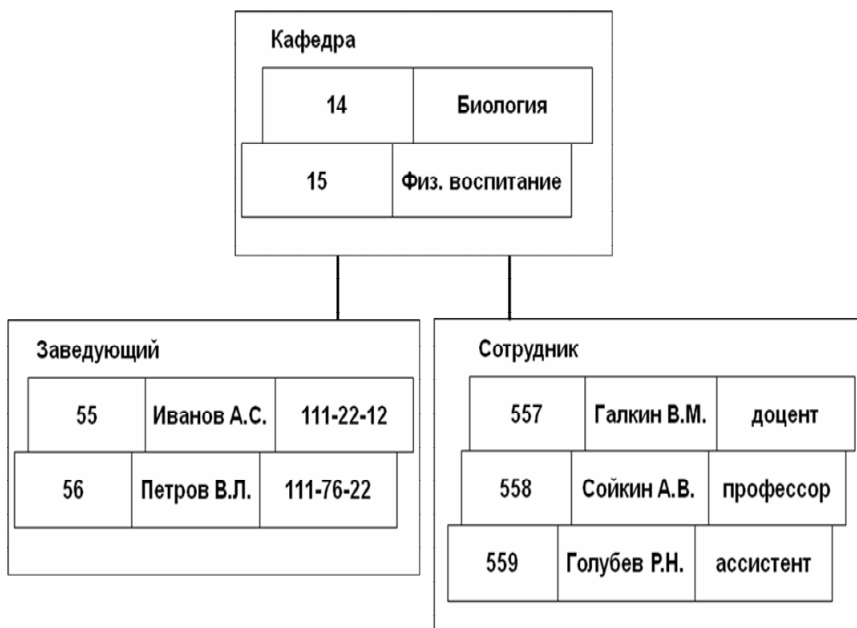 Кафедра
14 Биология
15 Физ. воспитание
Заведующий
55 Иванов А.С. 111-22-12
56 Петров В.Л. 111-76-22
Сотрудник
557 Галкин В.М. доцент
558 Сойкин А.В. профессор
559 Голубев Р.Н. ассистент